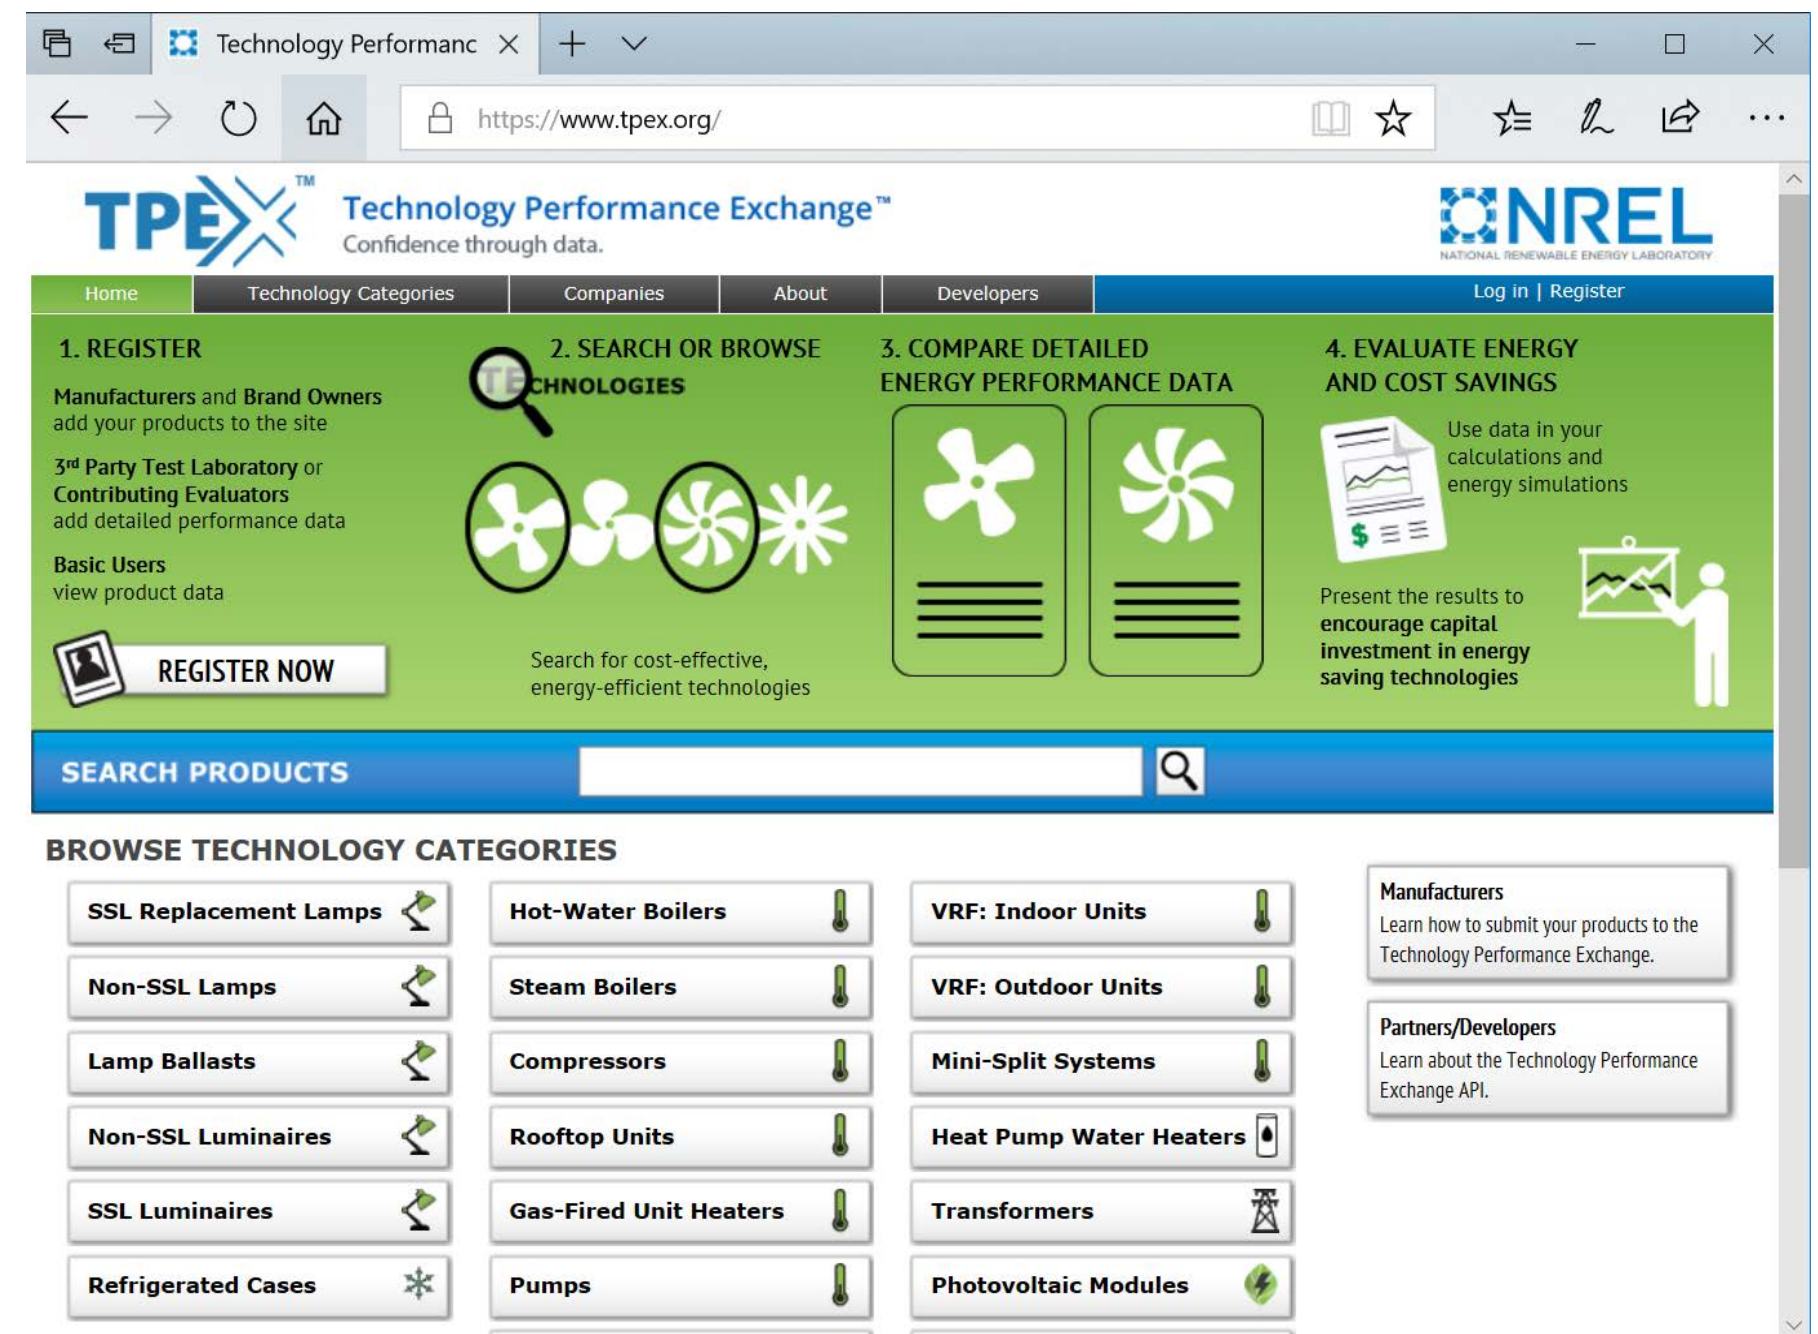 Technology Performanc
https://www.tpex.org/
TPEX™
Technology Performance Exchange™
Confidence through data.
NREL
NATIONAL RENEWABLE ENERGY LABORATORY
Home
Technology Categories
Companies
About
Developers
Log in | Register
1. REGISTER
Manufacturers and Brand Owners
add your products to the site
3rd Party Test Laboratory or
Contributing Evaluators
add detailed performance data
Basic Users
view product data
REGISTER NOW
2. SEARCH OR BROWSE
TECHNOLOGIES
Search for cost-effective,
energy-efficient technologies
3. COMPARE DETAILED
ENERGY PERFORMANCE DATA
4. EVALUATE ENERGY
AND COST SAVINGS
Use data in your
calculations and
energy simulations
$
Present the results to
encourage capital
investment in energy
saving technologies
SEARCH PRODUCTS
BROWSE TECHNOLOGY CATEGORIES
SSL Replacement Lamps
Non-SSL Lamps
Lamp Ballasts
Non-SSL Luminaires
SSL Luminaires
Refrigerated Cases
Hot-Water Boilers
Steam Boilers
Compressors
Rooftop Units
Gas-Fired Unit Heaters
Pumps
VRF: Indoor Units
VRF: Outdoor Units
Mini-Split Systems
Heat Pump Water Heaters
Transformers
Photovoltaic Modules
Manufacturers
Learn how to submit your products to the
Technology Performance Exchange.
Partners/Developers
Learn about the Technology Performance
Exchange API.